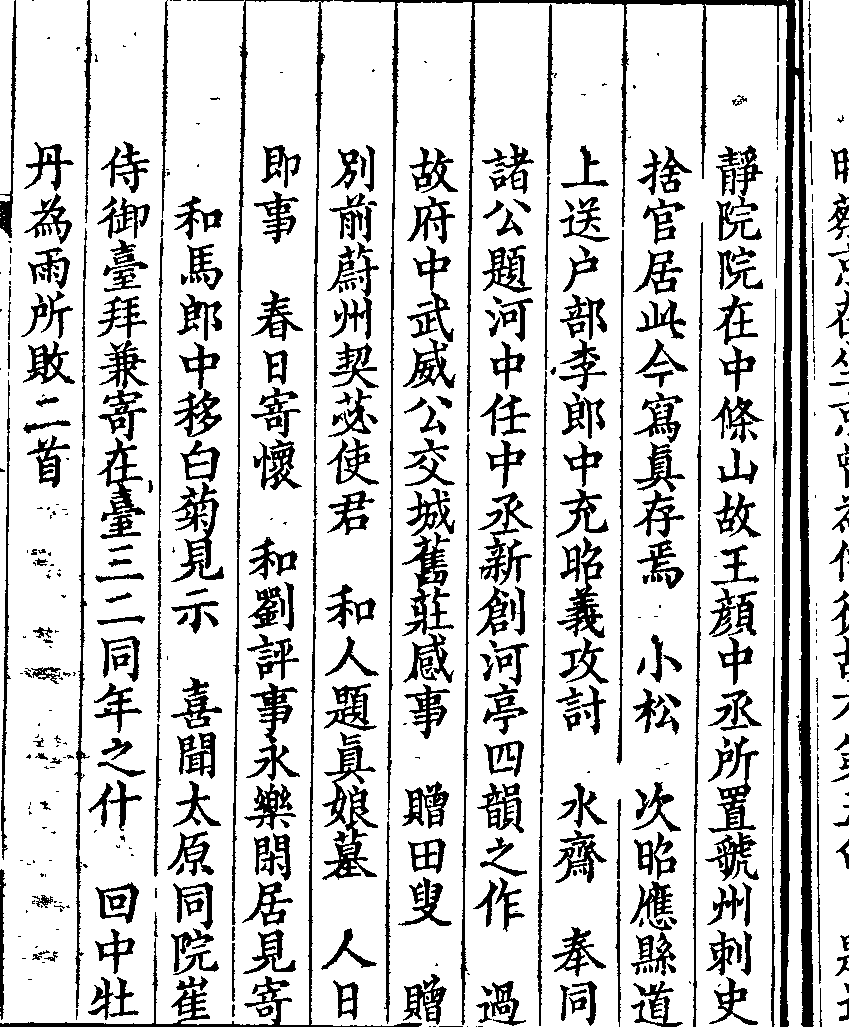 靜院院在中條山故王顔中丞所置虢州刺史
捨官居此今寫眞存焉　小松　次昭應縣道
上送户部李郎中充昭義攻討　水齋　奉同
諸公題河中任中丞新創河亭四韻之作　過
故府中武威公交城舊莊感事　贈田叟　贈
別前蔚州契苾使君　和人題眞娘墓　人日
即事　春日寄懷　和劉評事永樂閑居見寄
和馬郎中移白菊見示　喜聞太原同院崔
侍御臺拜兼寄在臺三二同年之什　回中牡
丹為雨所敗二首